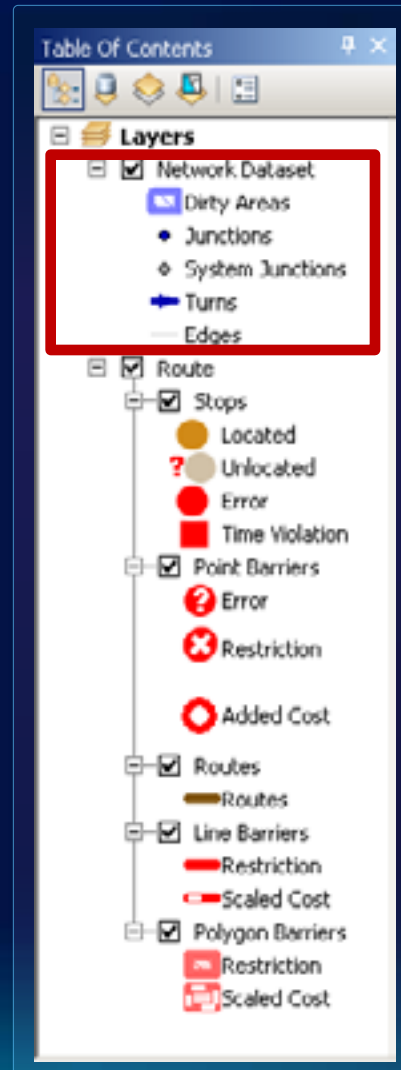 Table Of Contents
Layers
Network Dataset
Dirty Areas
Junctions
System Junctions
Turns
Edges
Route
Stops
Located
? Unlocated
Error
Time Violation
Point Barriers
? Error
Restriction
Added Cost
Routes
Routes
Line Barriers
Restriction
Scaled Cost
Polygon Barriers
Restriction
Scaled Cost